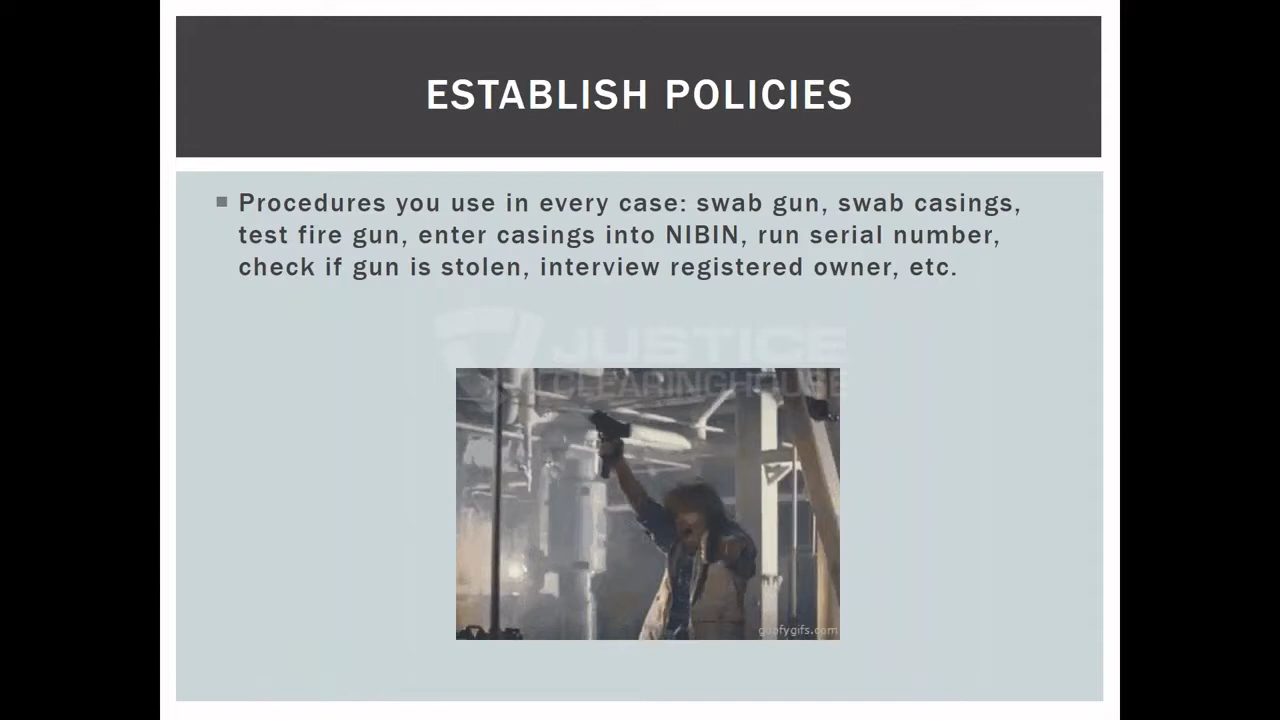 ESTABLISH POLICIES
Procedures you use in every case: swab gun, swab casings,
test fire gun, enter casings into NIBIN, run serial number,
check if gun is stolen, interview registered owner, etc.
JUSTICE
CLEARINGHOUSE
goofygifs.com